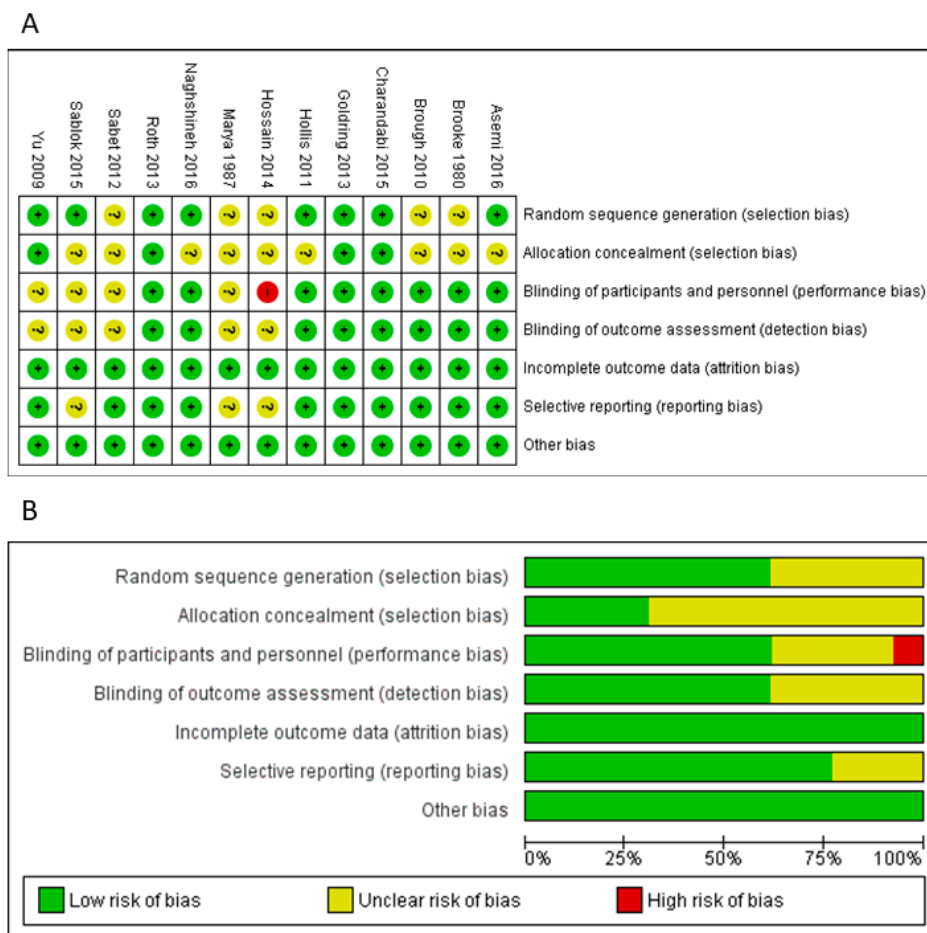 A
Yu 2009
Sablok 2015
Sabet 2012
Roth 2013
Naghshineh 2016
Marya 1987
Hossain 2014
Hollis 2011
Goldring 2013
Charandabi 2015
Brough 2010
Brooke 1980
Asemi 2016
+ + ? + + ? ? + + + ? ? + Random sequence generation (selection bias)
+ ? ? + ? ? ? ? + + ? ? ? Allocation concealment (selection bias)
? ? ? + + ? - + + + + + + Blinding of participants and personnel (performance bias)
? ? ? + + ? ? + + + + + + Blinding of outcome assessment (detection bias)
+ + + + + + + + + + + + + Incomplete outcome data (attrition bias)
+ ? + + + ? ? + + + + + + Selective reporting (reporting bias)
+ + + + + + + + + + + + + Other bias
B
Random sequence generation (selection bias)
Allocation concealment (selection bias)
Blinding of participants and personnel (performance bias)
Blinding of outcome assessment (detection bias)
Incomplete outcome data (attrition bias)
Selective reporting (reporting bias)
Other bias
0% 25% 50% 75% 100%
Low risk of bias Unclear risk of bias High risk of bias